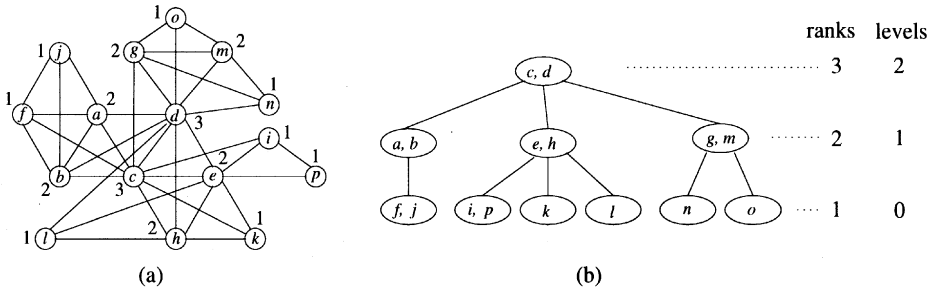 1 o
1 j
2 g
m 2
1
n
1 f
a 2
d 3
i 1
1
p
2 b
c 3
e 2
1 l
2 h
k 1
(a)
ranks levels
c, d 3 2
a, b e, h g, m 2 1
f, j i, p k l n o 1 0
(b)